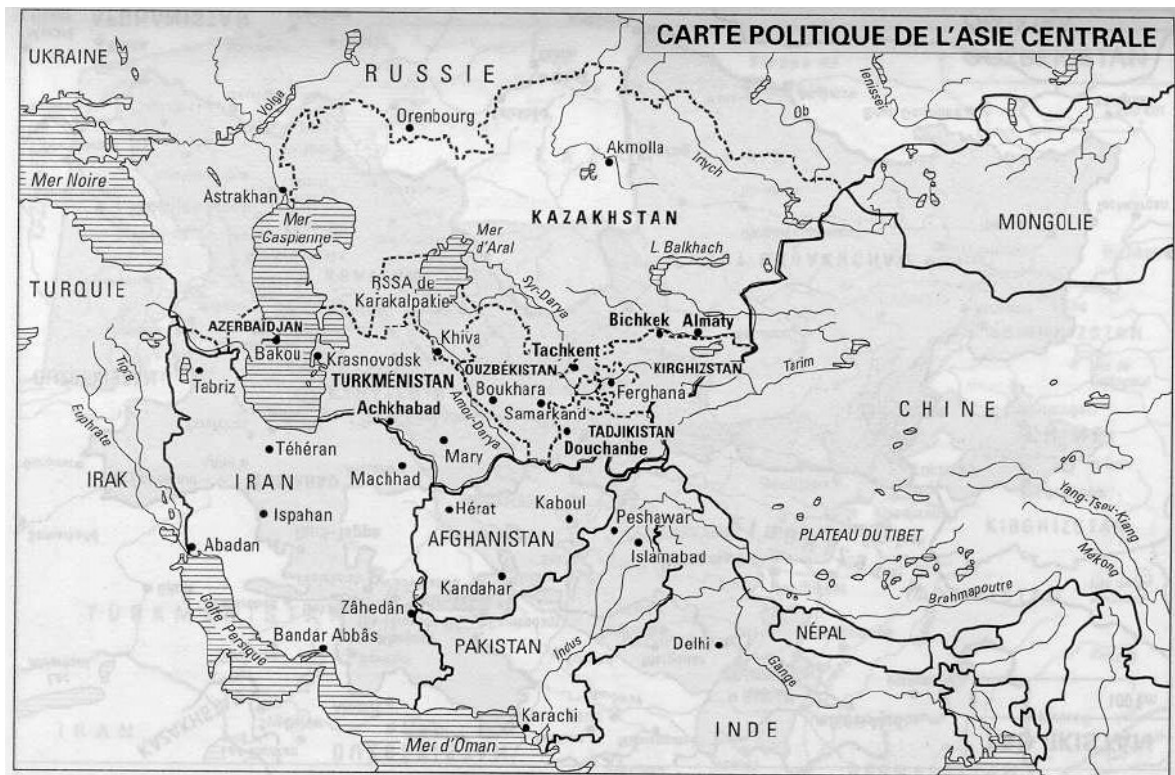 CARTE POLITIQUE DE L'ASIE CENTRALE
UKRAINE
RUSSIE
Volga
Ienisseï
Ob
Orenbourg
Akmolla
Irtych
Mer Noire
Astrakhan
Mer
Caspienne
KAZAKHSTAN
MONGOLIE
Mer
d'Aral
L. Balkhach
TURQUIE
RSSA de
Karakalpakie
Syr-Darya
AZERBAÏDJAN
Bakou
Krasnovodsk
Khiva
Bichkek
Almaty
Tachkent
OUZBÉKISTAN
KIRGHIZSTAN
Tarim
Tigre
Tabriz
TURKMÉNISTAN
Boukhara
Ferghana
Samarkand
CHINE
Euphrate
Achkhabad
Amou-Darya
TADJIKISTAN
Douchanbe
Téhéran
Mary
IRAK
IRAN
Machhad
Hérat
Kaboul
Peshawar
Yang-Tseu-Kiang
Ispahan
AFGHANISTAN
Islamabad
PLATEAU DU TIBET
Mékong
Abadan
Kandahar
Brahmapoutre
Golfe Persique
Zâhedân
Bandar Abbâs
PAKISTAN
Indus
Delhi
NÉPAL
Gange
Karachi
Mer d'Oman
INDE